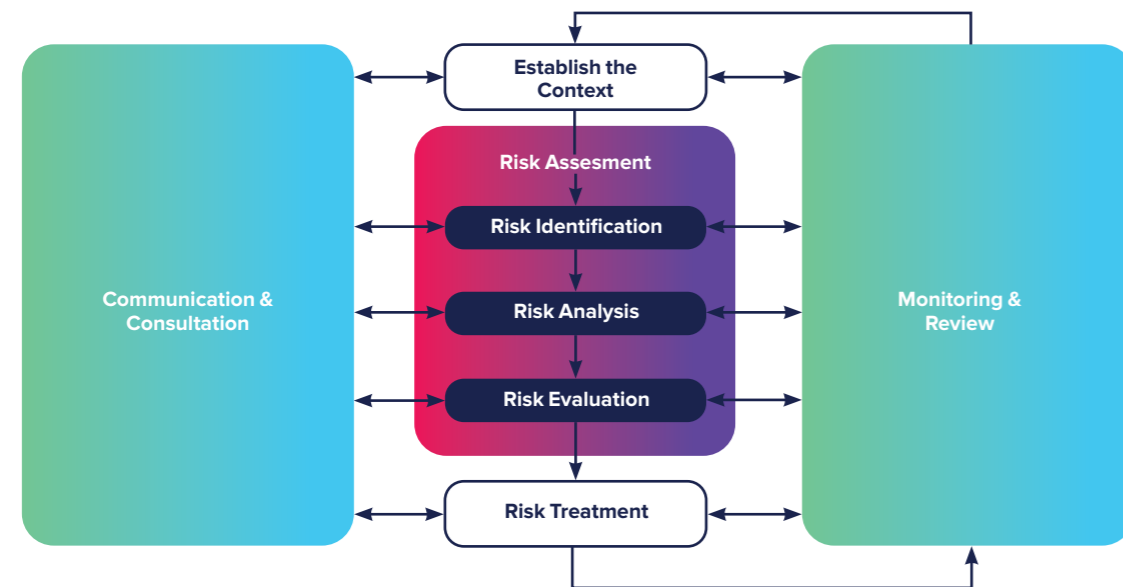 Establish the
Context
Risk Assesment
Risk Identification
Communication &
Consultation
Risk Analysis
Monitoring &
Review
Risk Evaluation
Risk Treatment